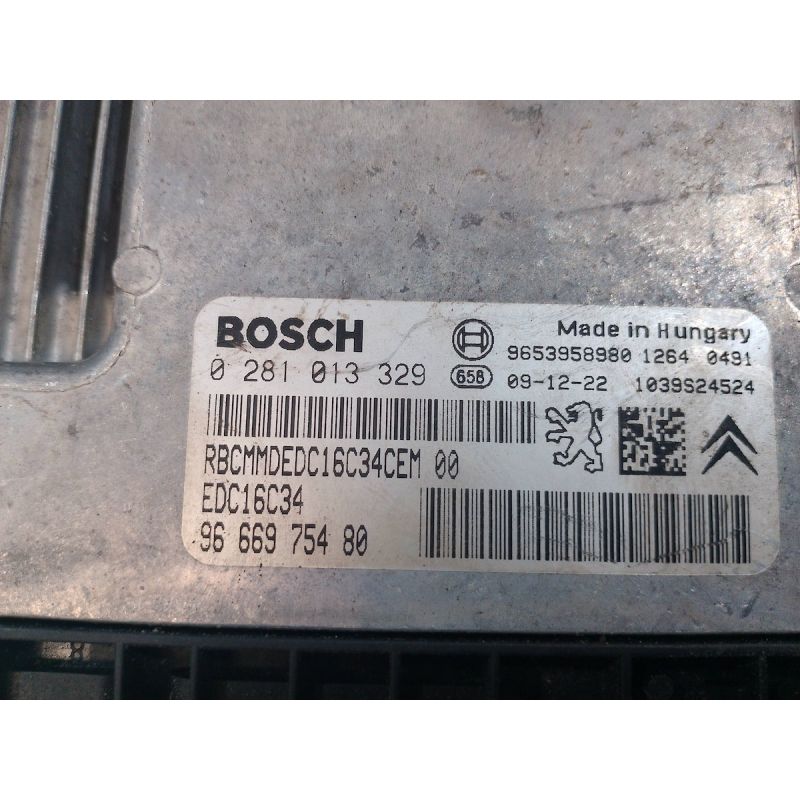 BOSCH
Made in Hungary
9653958980 1264 0491
0 281 013 329
658
09-12-22 1039S24524
RBCMMDEDC16C34CEM 00
EDC16C34
96 669 754 80